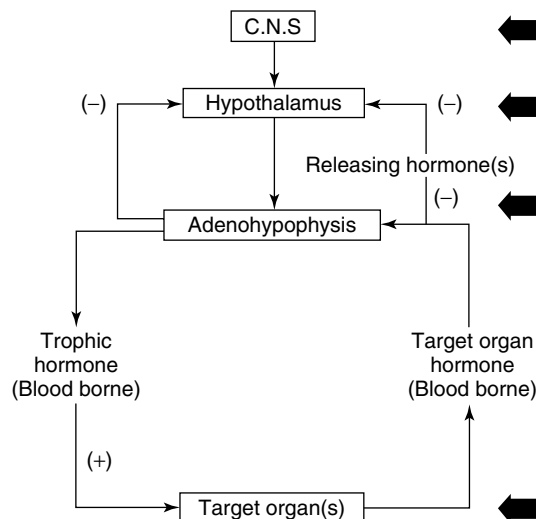 C.N.S
(–) Hypothalamus (–)
Releasing hormone(s)
(–)
Adenohypophysis
Trophic
hormone
(Blood borne)
Target organ
hormone
(Blood borne)
(+)
Target organ(s)